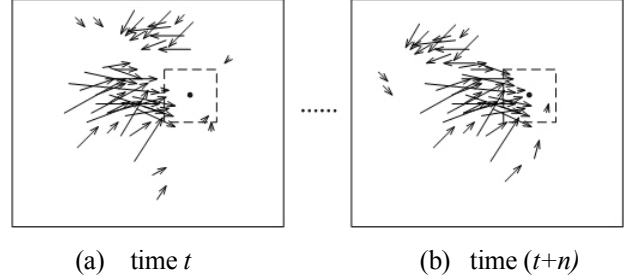 ......
(a) time t
(b) time (t+n)